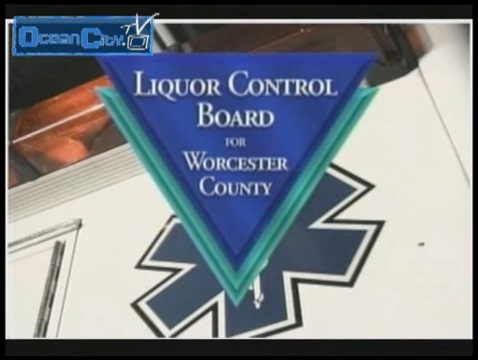 OceanCity.TV
LIQUOR CONTROL
BOARD
FOR
WORCESTER
COUNTY